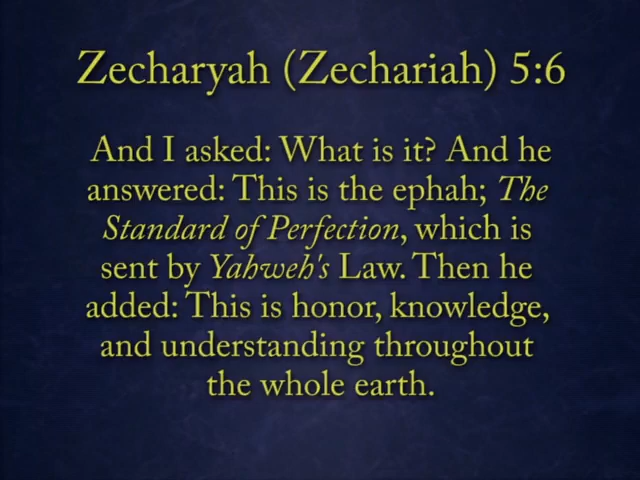 Zecharyah (Zechariah) 5:6
And I asked: What is it? And he
answered: This is the ephah; The
Standard of Perfection, which is
sent by Yahweh's Law. Then he
added: This is honor, knowledge,
and understanding throughout
the whole earth.